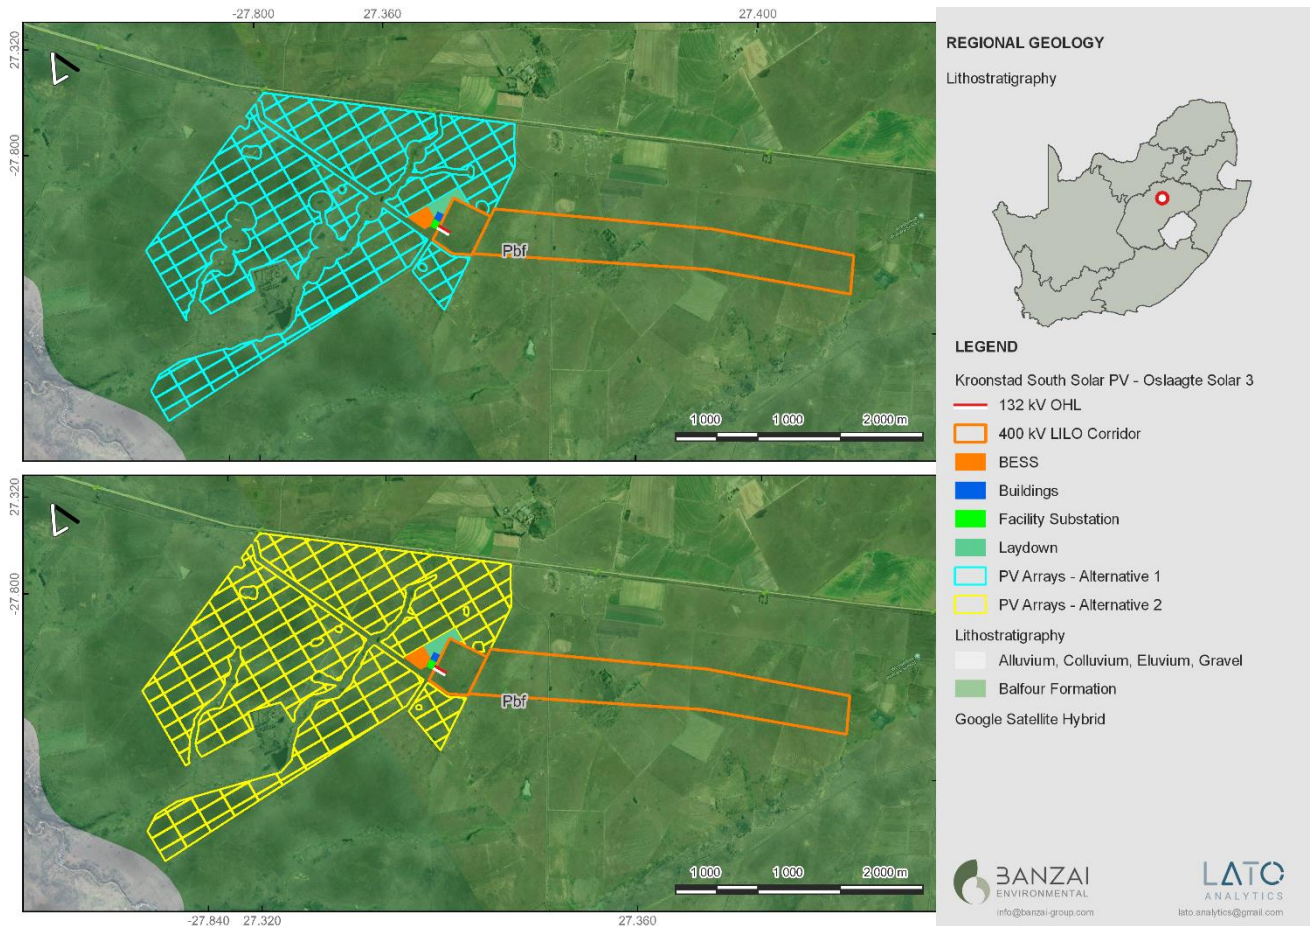 -27.800
27.360
27.400
27.320
-27.800
Pbf
1 000
1 000
2 000 m
27.320
-27.800
Pbf
1 000
1 000
2 000 m
-27.840
27.320
27.360
REGIONAL GEOLOGY
Lithostratigraphy
LEGEND
Kroonstad South Solar PV - Oslaagte Solar 3
132 kV OHL
400 kV LILO Corridor
BESS
Buildings
Facility Substation
Laydown
PV Arrays - Alternative 1
PV Arrays - Alternative 2
Lithostratigraphy
Alluvium, Colluvium, Eluvium, Gravel
Balfour Formation
Google Satellite Hybrid
BANZAI
ENVIRONMENTAL
info@banzai-group.com
LATO
ANALYTICS
lato.analytics@gmail.com